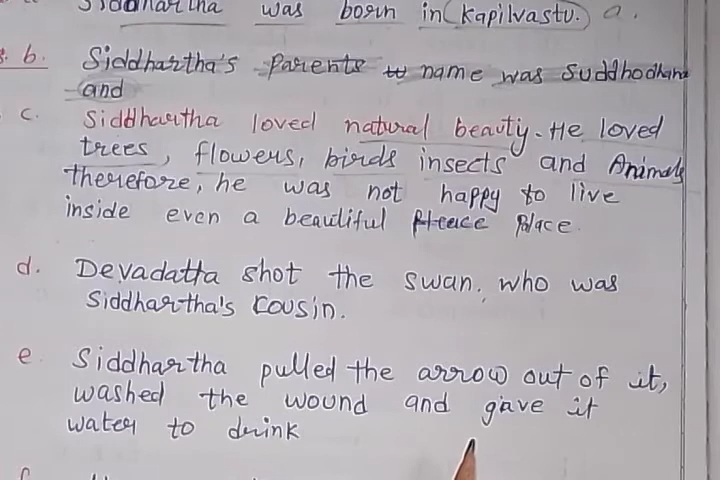 Siddhartha was born in (Kapilvastu.) a.
b. Siddhartha's Parents name was Suddhodhana
and
c. Siddhartha loved natural beauty. He loved
trees, flowers, birds insects and Animals
therefore, he was not happy to live
inside even a beautiful Place.
d. Devadatta shot the swan, who was
Siddhartha's cousin.
e. Siddhartha pulled the arrow out of it,
washed the wound and gave it
water to drink